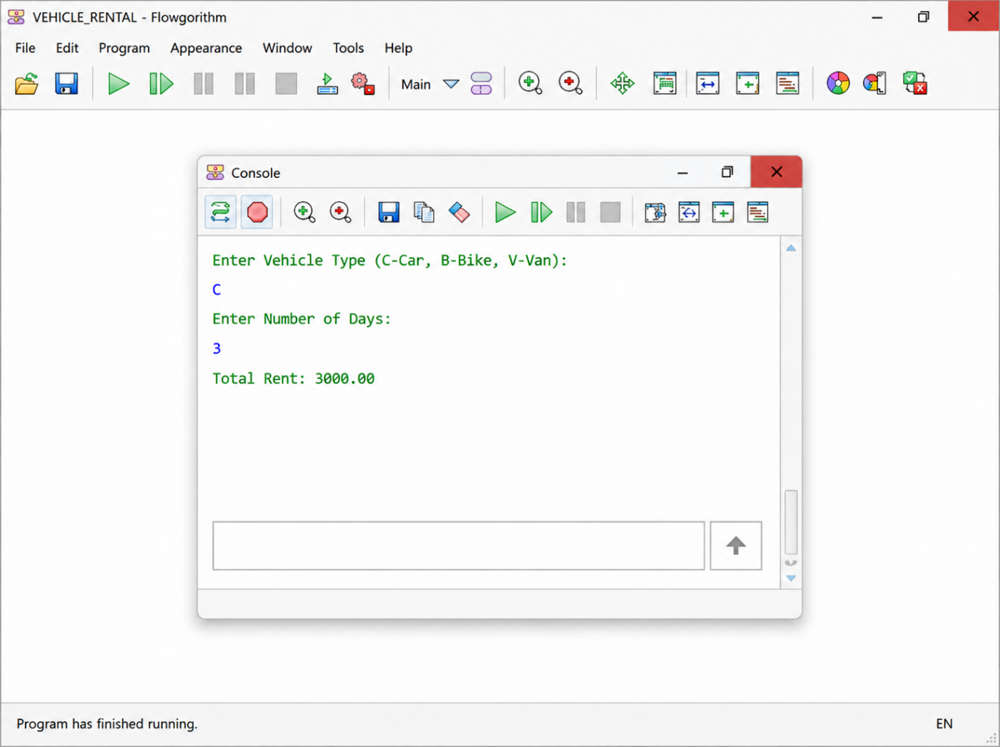 VEHICLE_RENTAL - Flowgorithm
File Edit Program Appearance Window Tools Help
Main
Console
Enter Vehicle Type (C-Car, B-Bike, V-Van):
C
Enter Number of Days:
3
Total Rent: 3000.00
Program has finished running.
EN